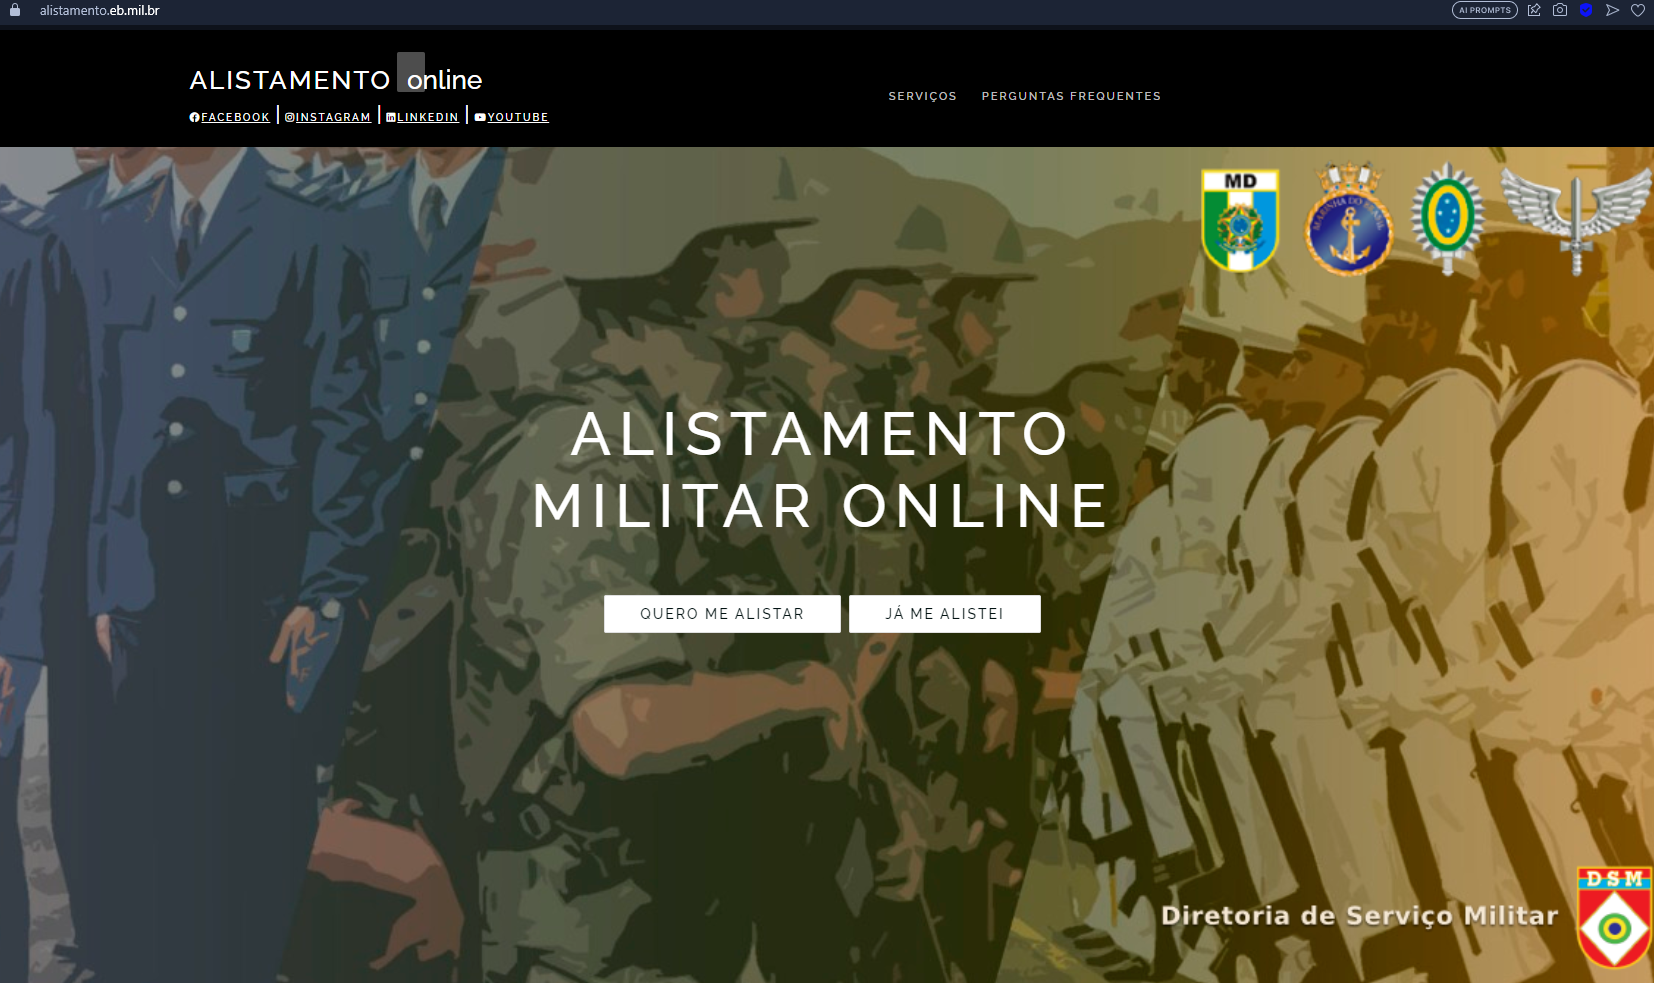 alistamento.eb.mil.br
AI PROMPTS
ALISTAMENTO online
FACEBOOK | INSTAGRAM | LINKEDIN | YOUTUBE
SERVIÇOS
PERGUNTAS FREQUENTES
MD
MARINHA DO BRASIL
ALISTAMENTO
MILITAR ONLINE
QUERO ME ALISTAR
JÁ ME ALISTEI
DSM
Diretoria de Serviço Militar